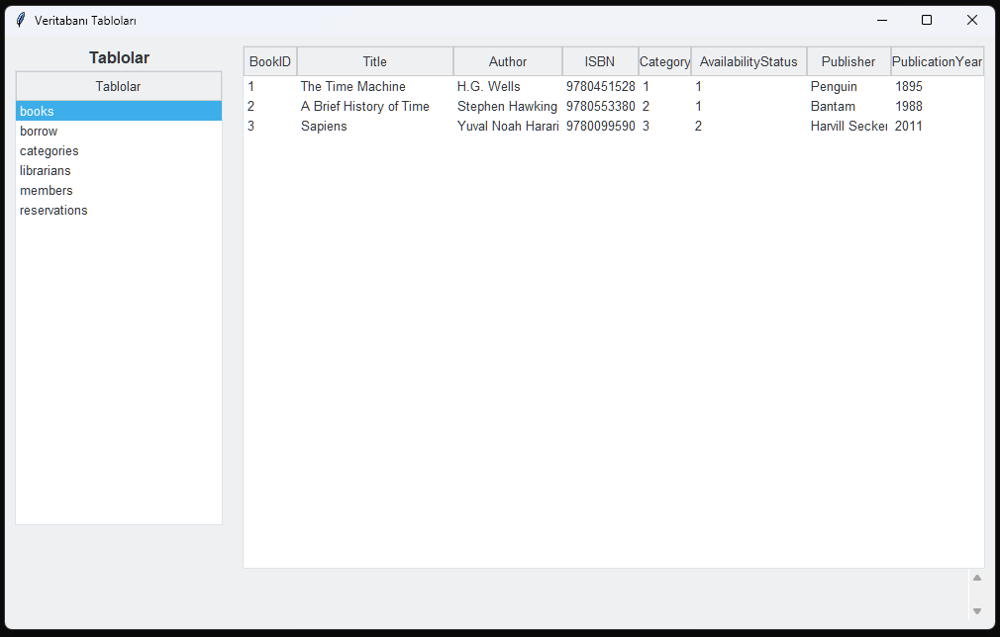 Veritabanı Tabloları
Tablolar
Tablolar
books
borrow
categories
librarians
members
reservations
BookID Title Author ISBN Category AvailabilityStatus Publisher PublicationYear
1 The Time Machine H.G. Wells 9780451528 1 1 Penguin 1895
2 A Brief History of Time Stephen Hawking 9780553380 2 1 Bantam 1988
3 Sapiens Yuval Noah Harari 9780099590 3 2 Harvill Secker 2011